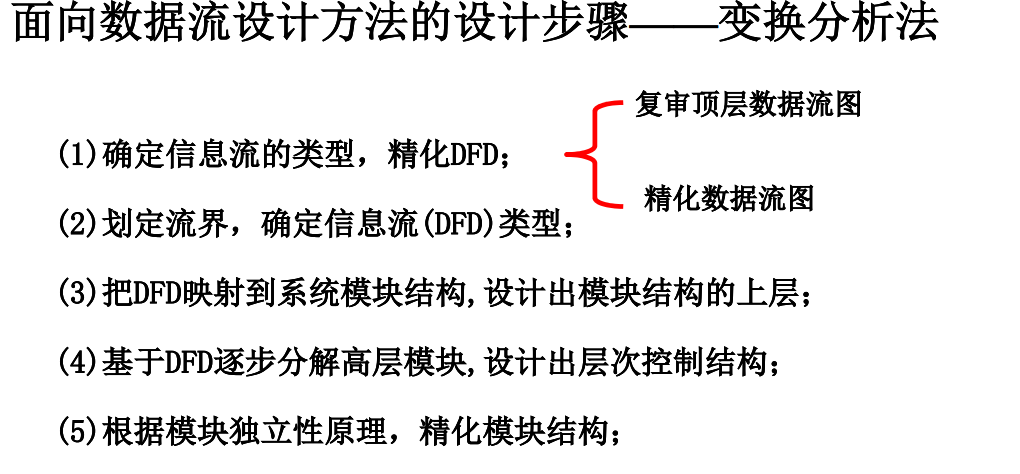 面向数据流设计方法的设计步骤——变换分析法
复审顶层数据流图
(1)确定信息流的类型，精化DFD；
精化数据流图
(2)划定流界，确定信息流(DFD)类型；
(3)把DFD映射到系统模块结构,设计出模块结构的上层；
(4)基于DFD逐步分解高层模块,设计出层次控制结构；
(5)根据模块独立性原理，精化模块结构；